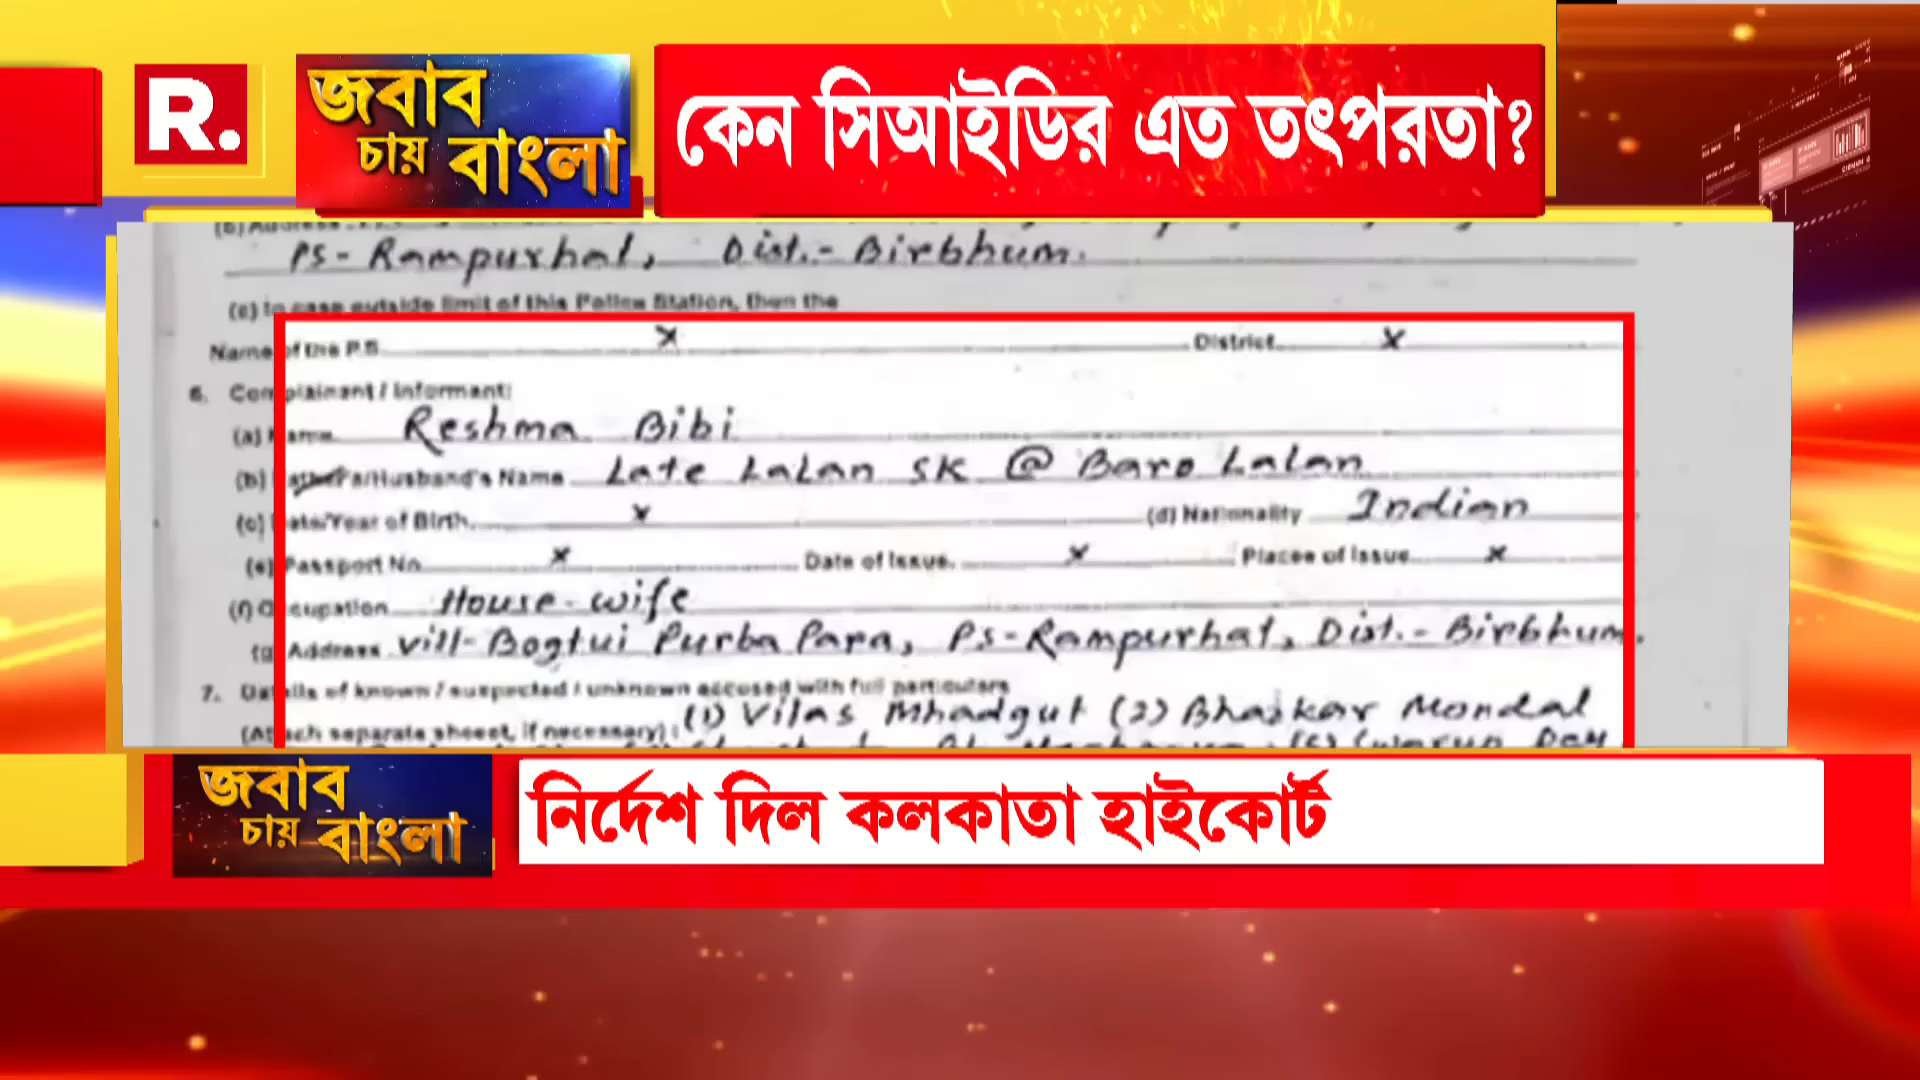 R.
জবাব
চায় বাংলা
কেন সিআইডির এত তৎপরতা?
PS - Rampurhat, Dist. - Birbhum.
(c) In case outside limit of this Police Station, then the
Name of the P.S. x District x
6. Complainant / Informant:
(a) Name Reshma Bibi
(b) Father's/Husband's Name Late Lalan SK @ Baro Lalan
(c) Date/Year of Birth x (d) Nationality Indian
(e) Passport No. x Date of Issue x Placee of Issue x
(f) Occupation House-wife
(g) Address Vill- Bogtui Purba Para, PS-Rampurhat, Dist.- Birbhum.
7. Details of known / suspected / unknown accused with full particulars
(Attach separate sheeet, if necessary) : (1) Vilas Mhadgut (2) Bhaskar Mondal
জবাব
চায় বাংলা
নির্দেশ দিল কলকাতা হাইকোর্ট